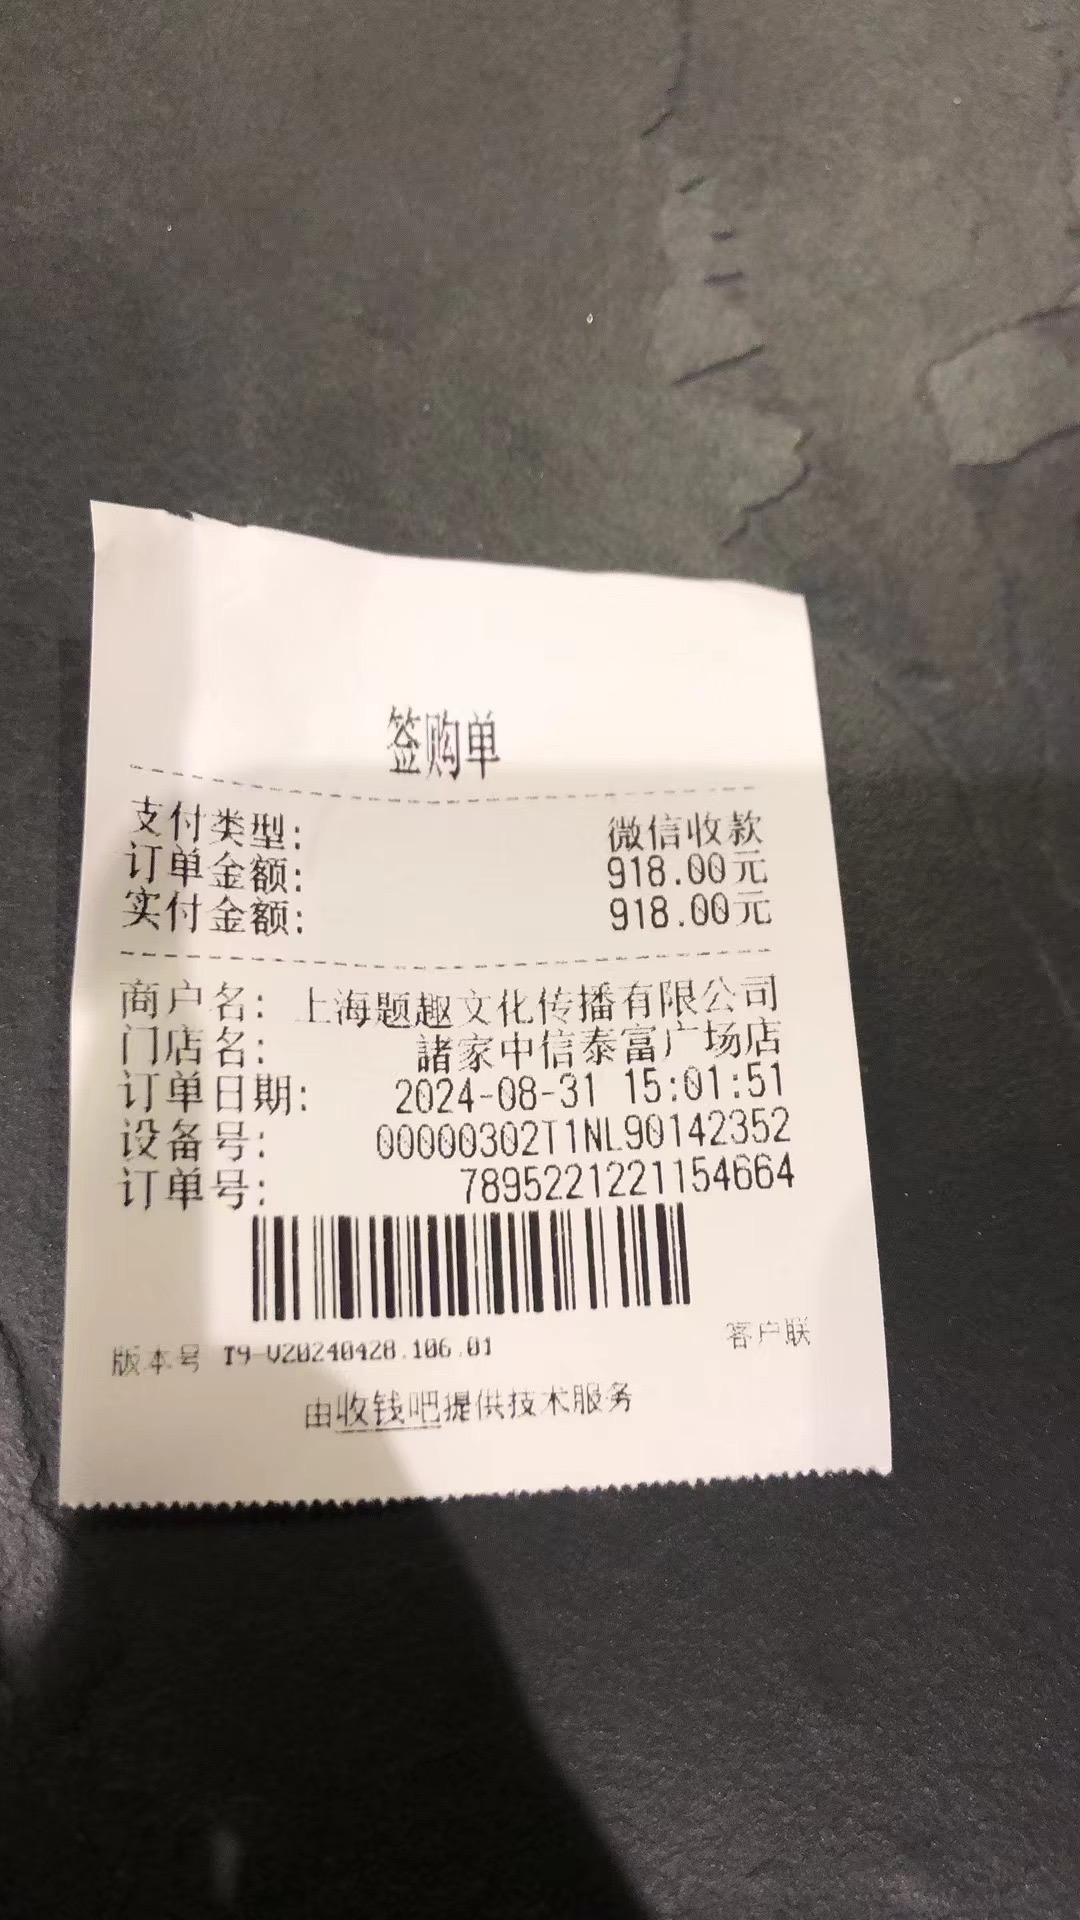 签购单
支付类型: 微信收款
订单金额: 918.00元
实付金额: 918.00元
商户名: 上海题趣文化传播有限公司
门店名: 諸家中信泰富广场店
订单日期: 2024-08-31 15:01:51
设备号: 00000302T1NL90142352
订单号: 7895221221154664
版本号 T9-V20240428.106.01
客户联
由收钱吧提供技术服务